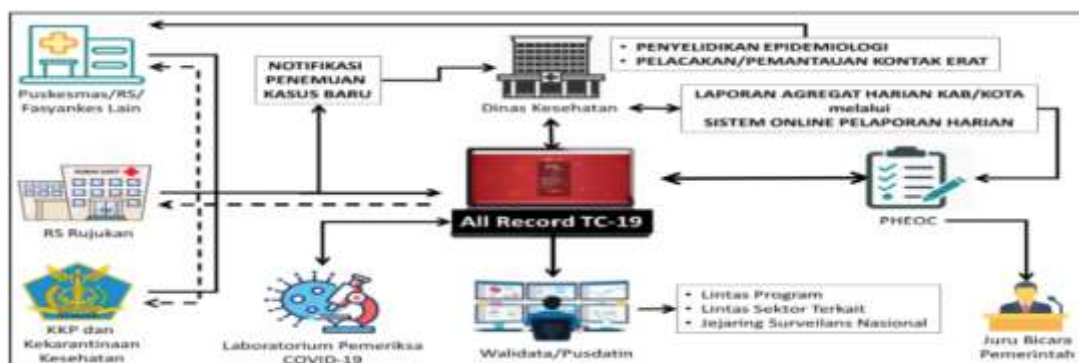 Puskesmas/RS/
Fasyankes Lain
NOTIFIKASI
PENEMUAN
KASUS BARU
Dinas Kesehatan
• PENYELIDIKAN EPIDEMIOLOGI
• PELACAKAN/PEMANTAUAN KONTAK ERAT
LAPORAN AGREGAT HARIAN KAB/KOTA
melalui
SISTEM ONLINE PELAPORAN HARIAN
RS Rujukan
All Record TC-19
PHEOC
KKP dan
Kekarantinaan
Kesehatan
Laboratorium Pemeriksa
COVID-19
Walidata/Pusdatin
• Lintas Program
• Lintas Sektor Terkait
• Jejaring Surveilans Nasional
Juru Bicara
Pemerintah